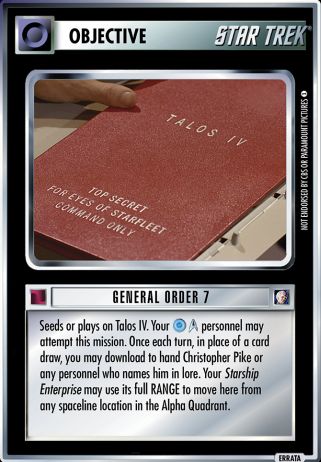 OBJECTIVE
STAR TREK
TALOS IV
TOP SECRET
FOR EYES OF STARFLEET
COMMAND ONLY
NOT ENDORSED BY CBS OR PARAMOUNT PICTURES
GENERAL ORDER 7
Seeds or plays on Talos IV. Your personnel may
attempt this mission. Once each turn, in place of a card
draw, you may download to hand Christopher Pike or
any personnel who names him in lore. Your Starship
Enterprise may use its full RANGE to move here from
any spaceline location in the Alpha Quadrant.
ERRATA